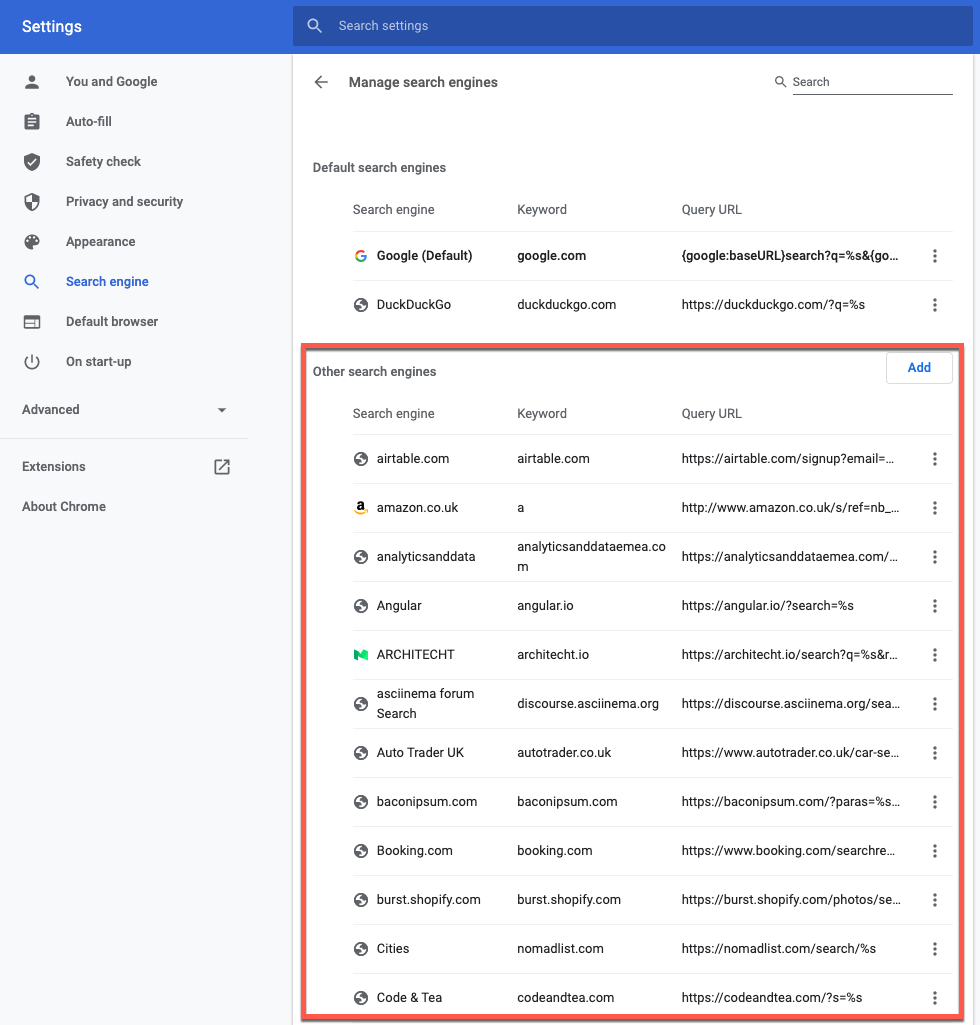 Settings
Search settings
You and Google
Auto-fill
Safety check
Privacy and security
Appearance
Search engine
Default browser
On start-up
Advanced
Extensions
About Chrome
Manage search engines
Search
Default search engines
Search engine Keyword Query URL
Google (Default) google.com {google:baseURL}search?q=%s&{go...
DuckDuckGo duckduckgo.com https://duckduckgo.com/?q=%s
Other search engines
Add
Search engine Keyword Query URL
airtable.com airtable.com https://airtable.com/signup?email=...
a
amazon.co.uk a http://www.amazon.co.uk/s/ref=nb_...
analyticsanddata analyticsanddataemea.co https://analyticsanddataemea.com/...
m
Angular angular.io https://angular.io/?search=%s
ARCHITECHT architecht.io https://architecht.io/search?q=%s&r...
asciinema forum
Search discourse.asciinema.org https://discourse.asciinema.org/sea...
Auto Trader UK autotrader.co.uk https://www.autotrader.co.uk/car-se...
baconipsum.com baconipsum.com https://baconipsum.com/?paras=%s...
Booking.com booking.com https://www.booking.com/searchre...
burst.shopify.com burst.shopify.com https://burst.shopify.com/photos/se...
Cities nomadlist.com https://nomadlist.com/search/%s
Code & Tea codeandtea.com https://codeandtea.com/?s=%s